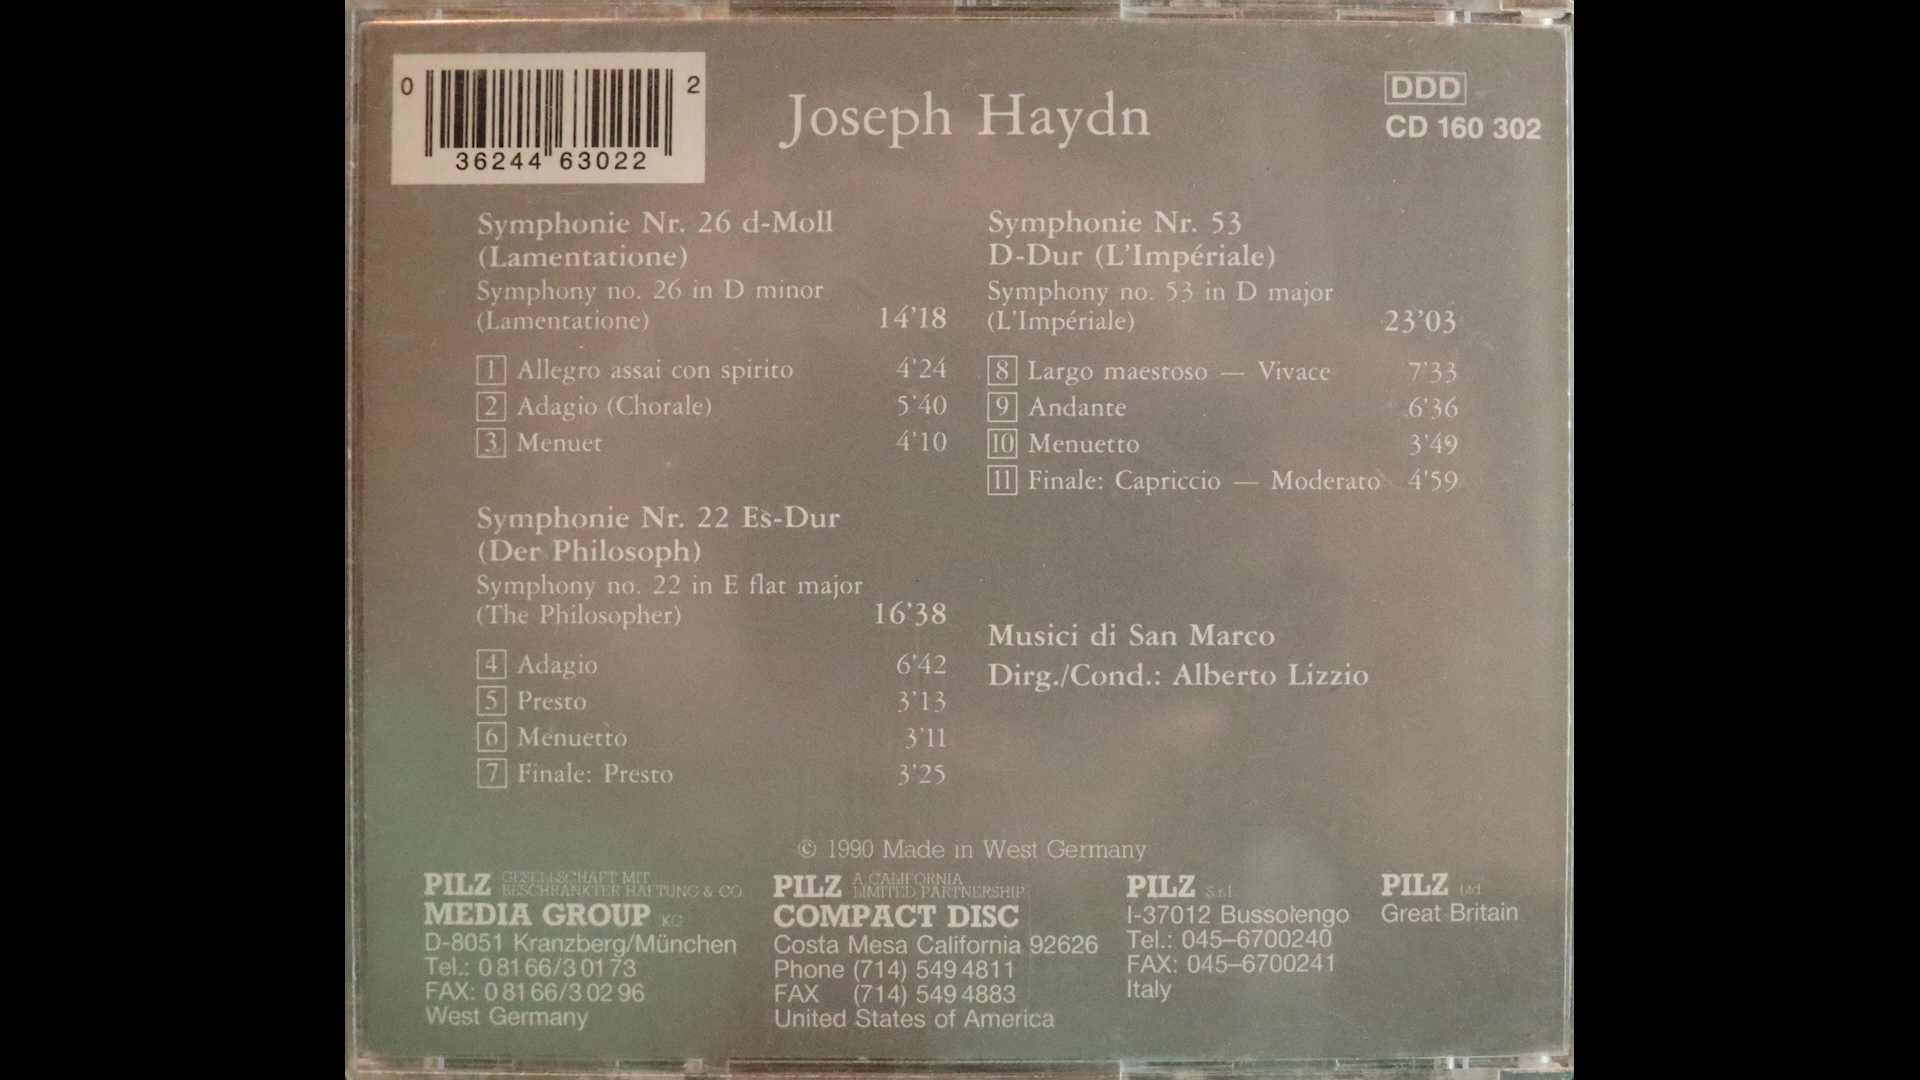 0 36244 63022 2
Joseph Haydn
DDD
CD 160 302
Symphonie Nr. 26 d-Moll
(Lamentatione)
Symphony no. 26 in D minor
(Lamentatione) 14'18
1 Allegro assai con spirito 4'24
2 Adagio (Chorale) 5'40
3 Menuet 4'10
Symphonie Nr. 22 Es-Dur
(Der Philosoph)
Symphony no. 22 in E flat major
(The Philosopher) 16'38
4 Adagio 6'42
5 Presto 3'13
6 Menuetto 3'11
7 Finale: Presto 3'25
Symphonie Nr. 53
D-Dur (L'Impériale)
Symphony no. 53 in D major
(L'Impériale) 23'03
8 Largo maestoso — Vivace 7'33
9 Andante 6'36
10 Menuetto 3'49
11 Finale: Capriccio — Moderato 4'59
Musici di San Marco
Dirg./Cond.: Alberto Lizzio
© 1990 Made in West Germany
PILZ GESELLSCHAFT MIT
BESCHRÄNKTER HAFTUNG & CO.
MEDIA GROUP KG
D-8051 Kranzberg/München
Tel.: 0 81 66/3 01 73
FAX: 0 81 66/3 02 96
West Germany
PILZ A CALIFORNIA
LIMITED PARTNERSHIP
COMPACT DISC
Costa Mesa California 92626
Phone (714) 549 4811
FAX (714) 549 4883
United States of America
PILZ S.r.l.
I-37012 Bussolengo
Tel.: 045–6700240
FAX: 045–6700241
Italy
PILZ Ltd
Great Britain